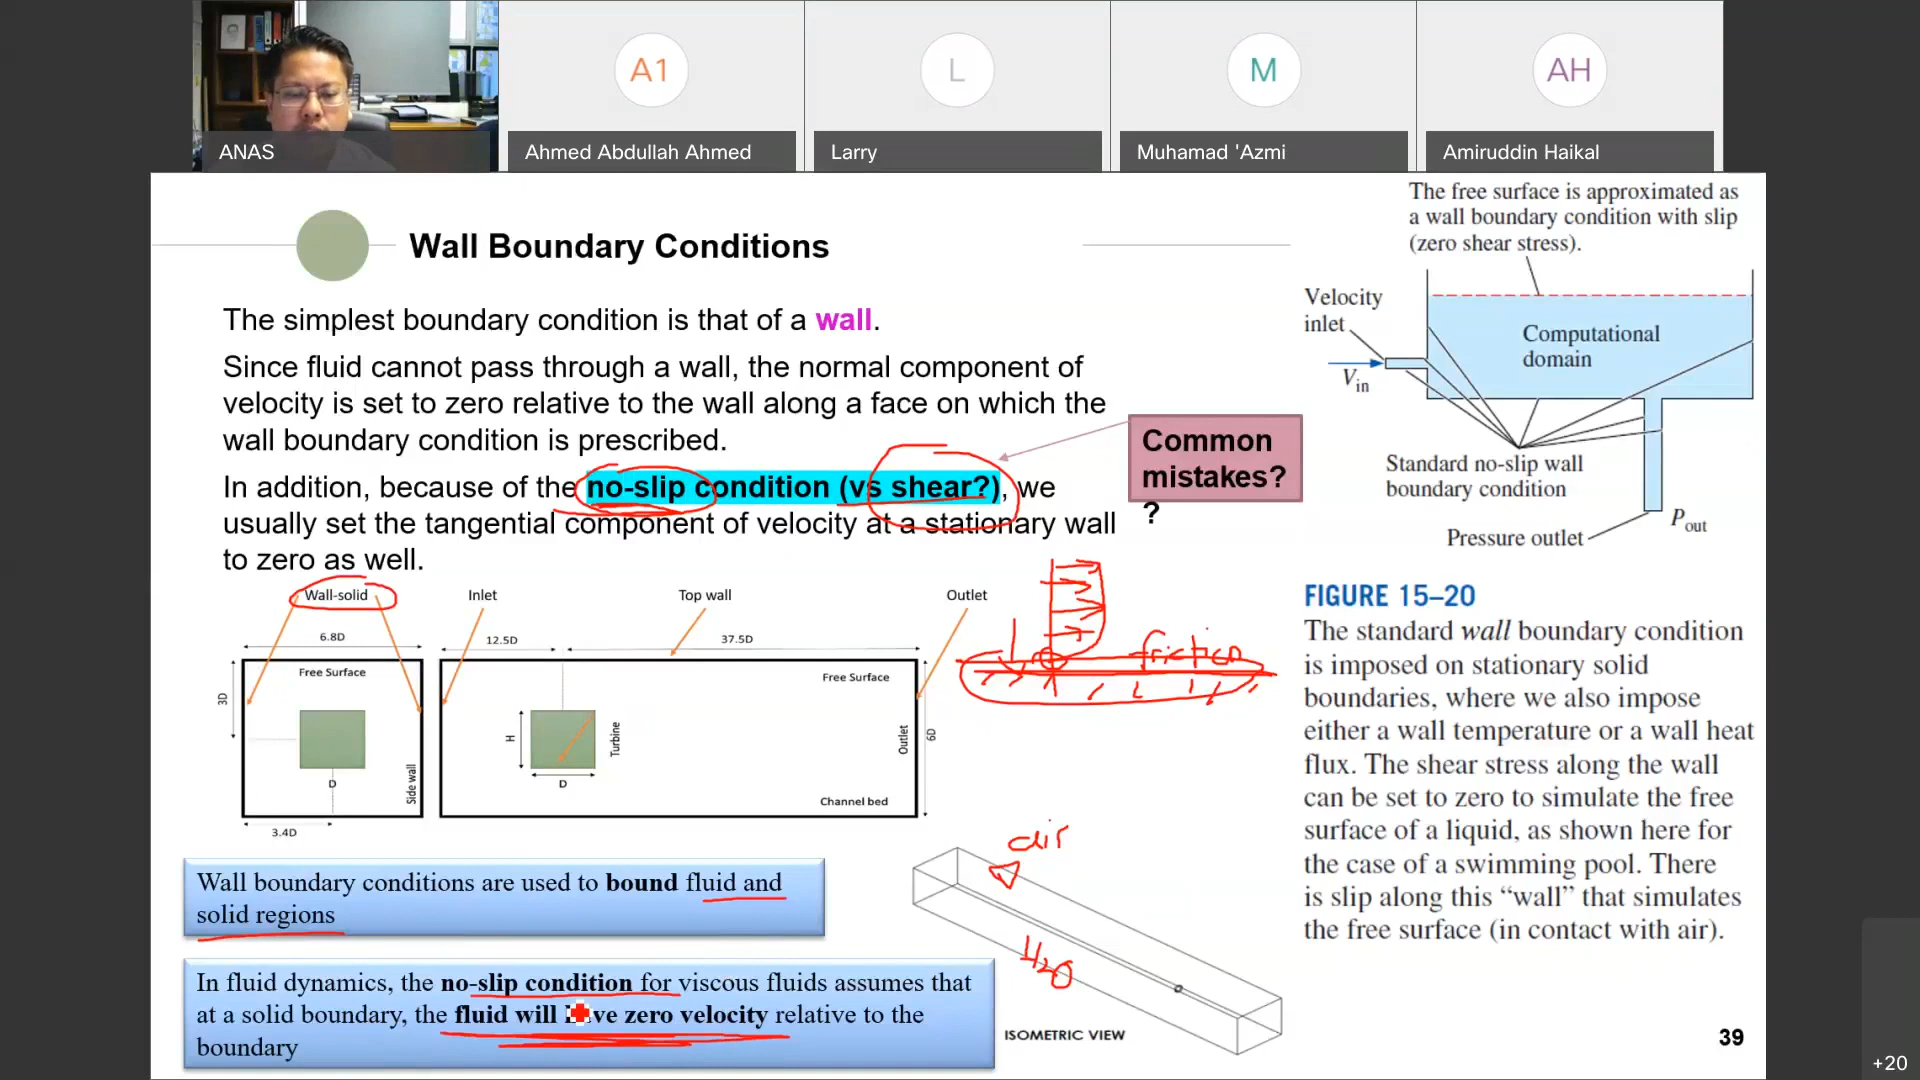 A1
L
M
AH
ANAS
Ahmed Abdullah Ahmed
Larry
Muhamad 'Azmi
Amiruddin Haikal
Wall Boundary Conditions
The simplest boundary condition is that of a wall.
Since fluid cannot pass through a wall, the normal component of
velocity is set to zero relative to the wall along a face on which the
wall boundary condition is prescribed.
In addition, because of the no-slip condition (vs shear?), we
usually set the tangential component of velocity at a stationary wall
to zero as well.
Common
mistakes?
?
The free surface is approximated as
a wall boundary condition with slip
(zero shear stress).
Velocity
inlet
Vin
Computational
domain
Standard no-slip wall
boundary condition
Pout
Pressure outlet
FIGURE 15–20
The standard wall boundary condition
is imposed on stationary solid
boundaries, where we also impose
either a wall temperature or a wall heat
flux. The shear stress along the wall
can be set to zero to simulate the free
surface of a liquid, as shown here for
the case of a swimming pool. There
is slip along this “wall” that simulates
the free surface (in contact with air).
Wall-solid
Inlet
Top wall
Outlet
6.8D
12.5D
37.5D
Free Surface
Free Surface
3D
H
Turbine
Outlet
6D
D
D
Side wall
Channel bed
3.4D
friction
air
H2O
ISOMETRIC VIEW
Wall boundary conditions are used to bound fluid and
solid regions
In fluid dynamics, the no-slip condition for viscous fluids assumes that
at a solid boundary, the fluid will have zero velocity relative to the
boundary
39
+20